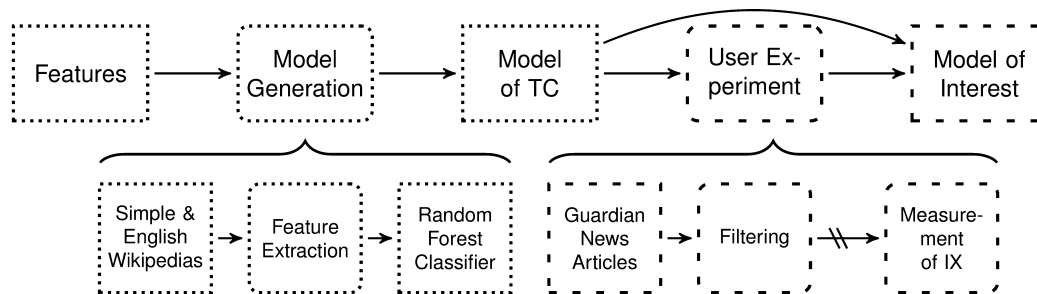 Features
Model
Generation
Model
of TC
User Ex-
periment
Model of
Interest
Simple &
English
Wikipedias
Feature
Extraction
Random
Forest
Classifier
Guardian
News
Articles
Filtering
Measure-
ment
of IX